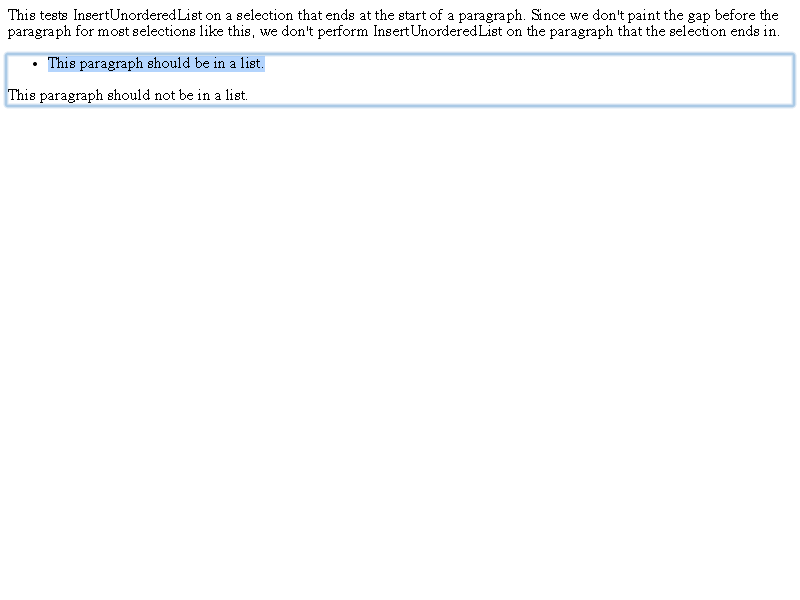 This tests InsertUnorderedList on a selection that ends at the start of a paragraph. Since we don't paint the gap before the
paragraph for most selections like this, we don't perform InsertUnorderedList on the paragraph that the selection ends in.
• This paragraph should be in a list.
This paragraph should not be in a list.